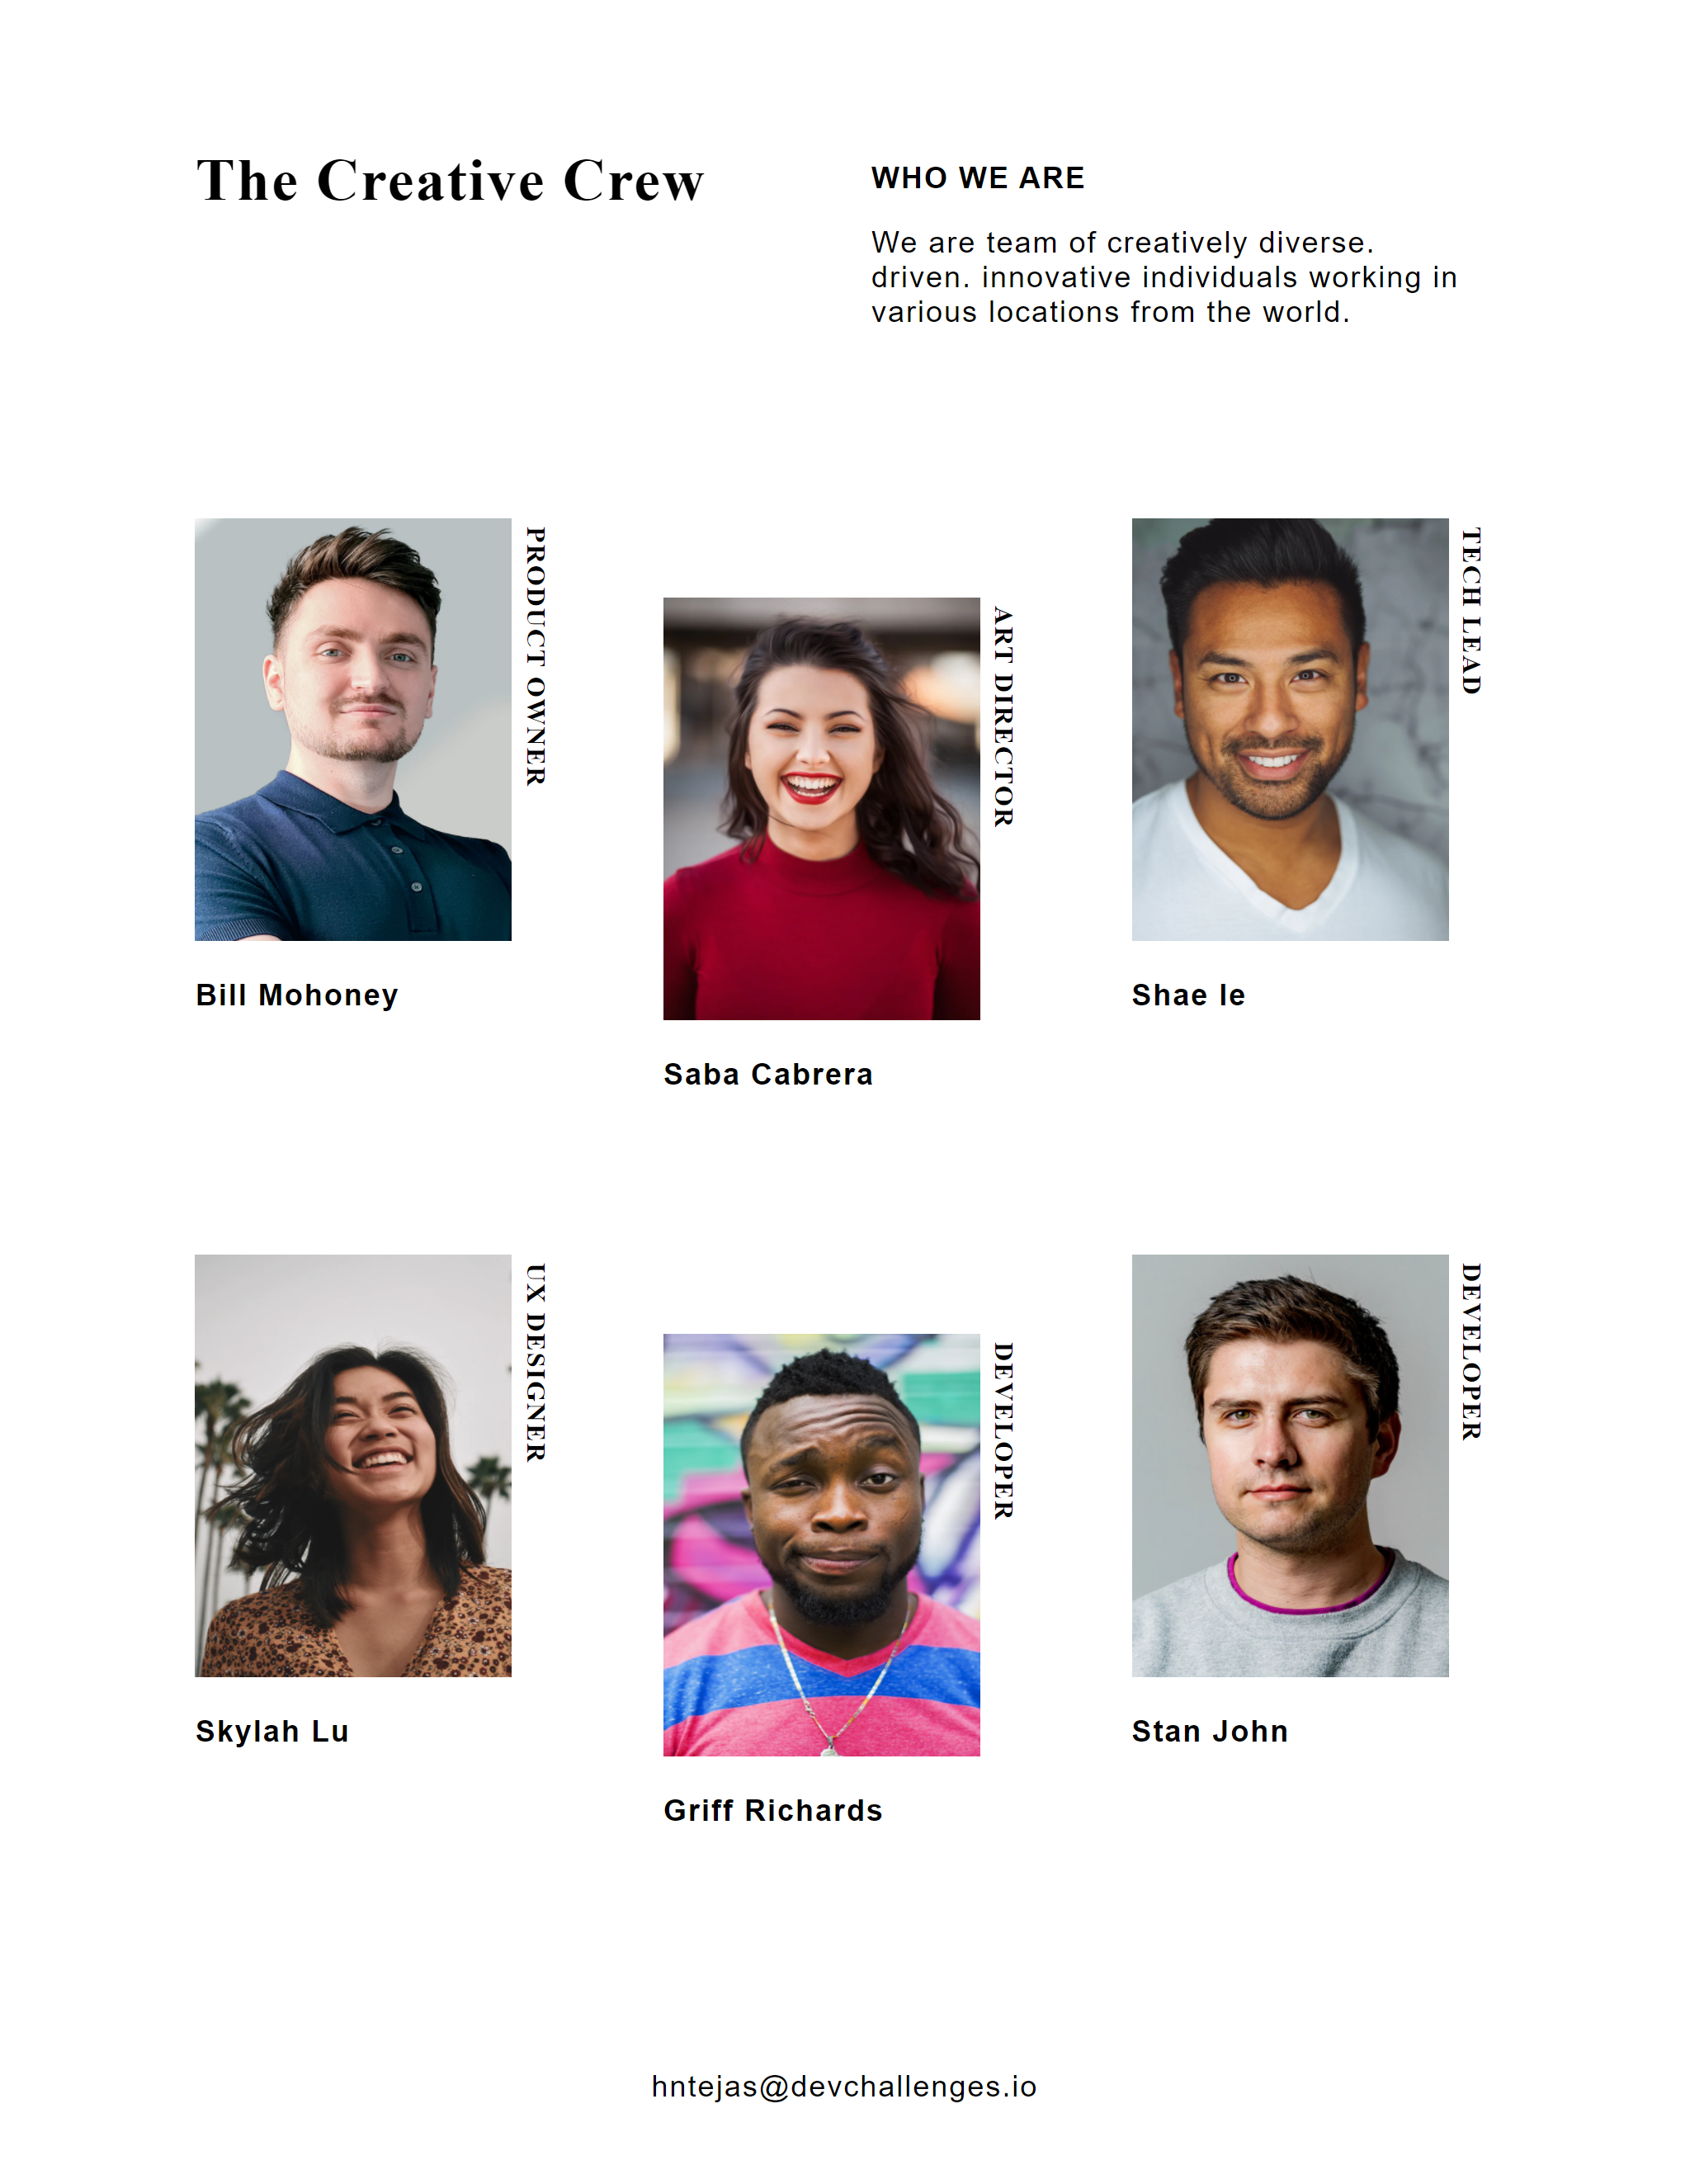 The Creative Crew
WHO WE ARE
We are team of creatively diverse.
driven. innovative individuals working in
various locations from the world.
PRODUCT OWNER
Bill Mohoney
ART DIRECTOR
Saba Cabrera
TECH LEAD
Shae le
UX DESIGNER
Skylah Lu
DEVELOPER
Griff Richards
DEVELOPER
Stan John
hntejas@devchallenges.io